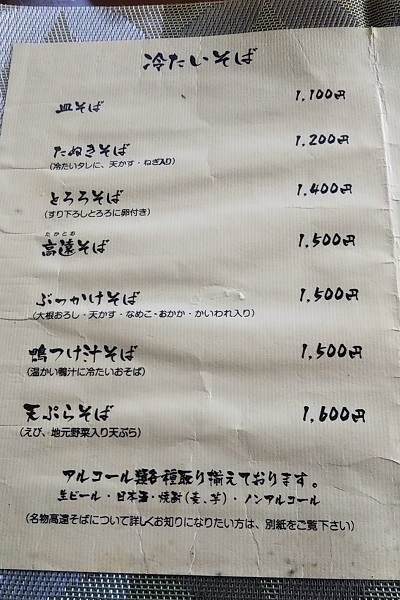 冷たいそば
皿そば 1,100円
たぬきそば 1,200円
(冷たいタレに、天かす・ねぎ入り)
とろろそば 1,400円
(すり下ろしとろろに卵付き)
たかとお
高遠そば 1,500円
ぶっかけそば 1,500円
(大根おろし・天かす・なめこ・おかか・かいわれ入り)
鴨つけ汁そば 1,500円
(温かい鴨汁に冷たいおそば)
天ぷらそば 1,600円
(えび、地元野菜入り天ぷら)
アルコール類各種取り揃えております。
生ビール・日本酒・焼酎(麦、芋)・ノンアルコール
(名物高遠そばについて詳しくお知りになりたい方は、別紙をご覧下さい)